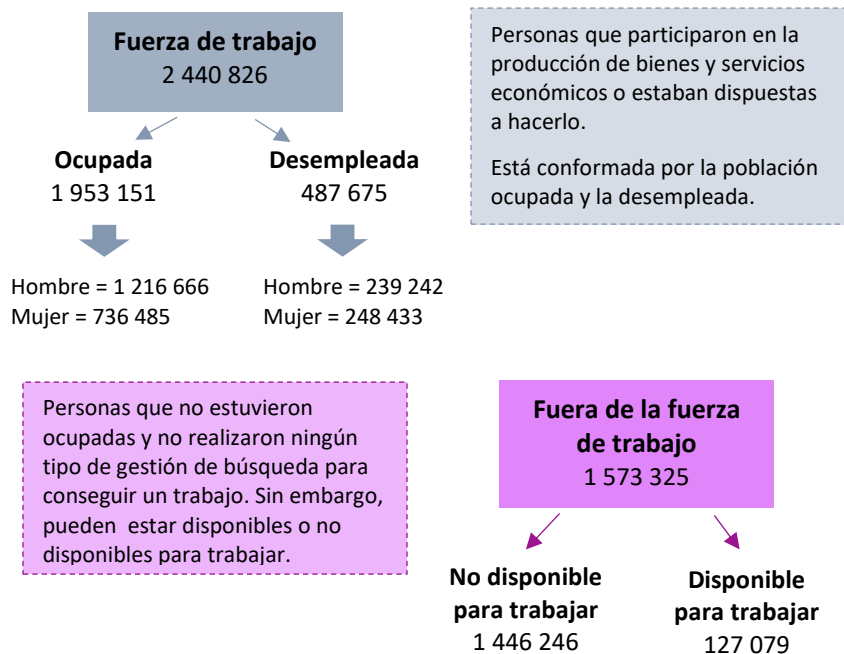 Fuerza de trabajo
2 440 826
Ocupada
1 953 151
Desempleada
487 675
Hombre = 1 216 666
Mujer = 736 485
Hombre = 239 242
Mujer = 248 433
Personas que participaron en la
producción de bienes y servicios
económicos o estaban dispuestas
a hacerlo.
Está conformada por la población
ocupada y la desempleada.
Personas que no estuvieron
ocupadas y no realizaron ningún
tipo de gestión de búsqueda para
conseguir un trabajo. Sin embargo,
pueden estar disponibles o no
disponibles para trabajar.
Fuera de la fuerza
de trabajo
1 573 325
No disponible
para trabajar
1 446 246
Disponible
para trabajar
127 079